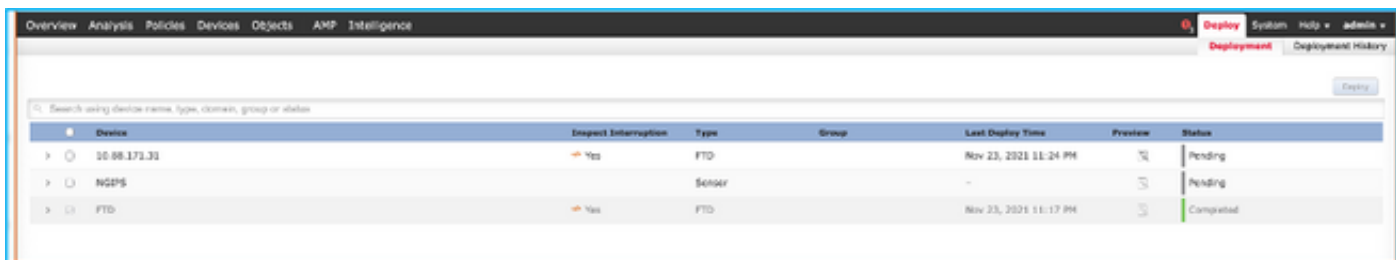 Overview Analysis Policies Devices Objects AMP Intelligence Deploy System Help admin
Deployment Deployment History
Deploy
Search using device name, type, domain, group or status
Device Inspect Interruption Type Group Last Deploy Time Preview Status
10.88.171.31 Yes FTD Nov 23, 2021 11:24 PM Pending
NGIPS Sensor - Pending
FTD Yes FTD Nov 23, 2021 11:17 PM Completed